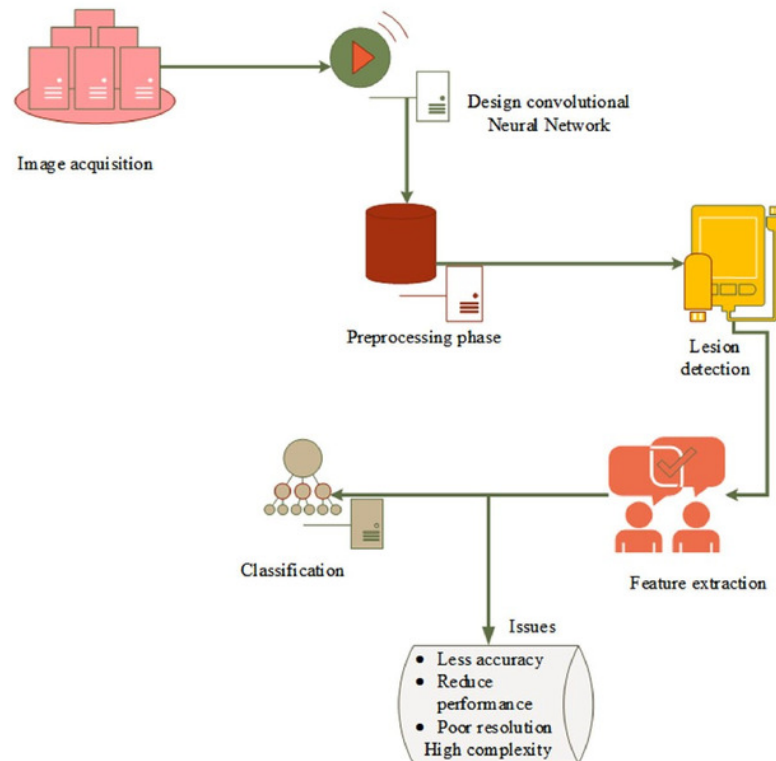 Design convolutional
Neural Network
Image acquisition
Preprocessing phase
Lesion
detection
Classification
Feature extraction
Issues
● Less accuracy
● Reduce
performance
● Poor resolution
High complexity